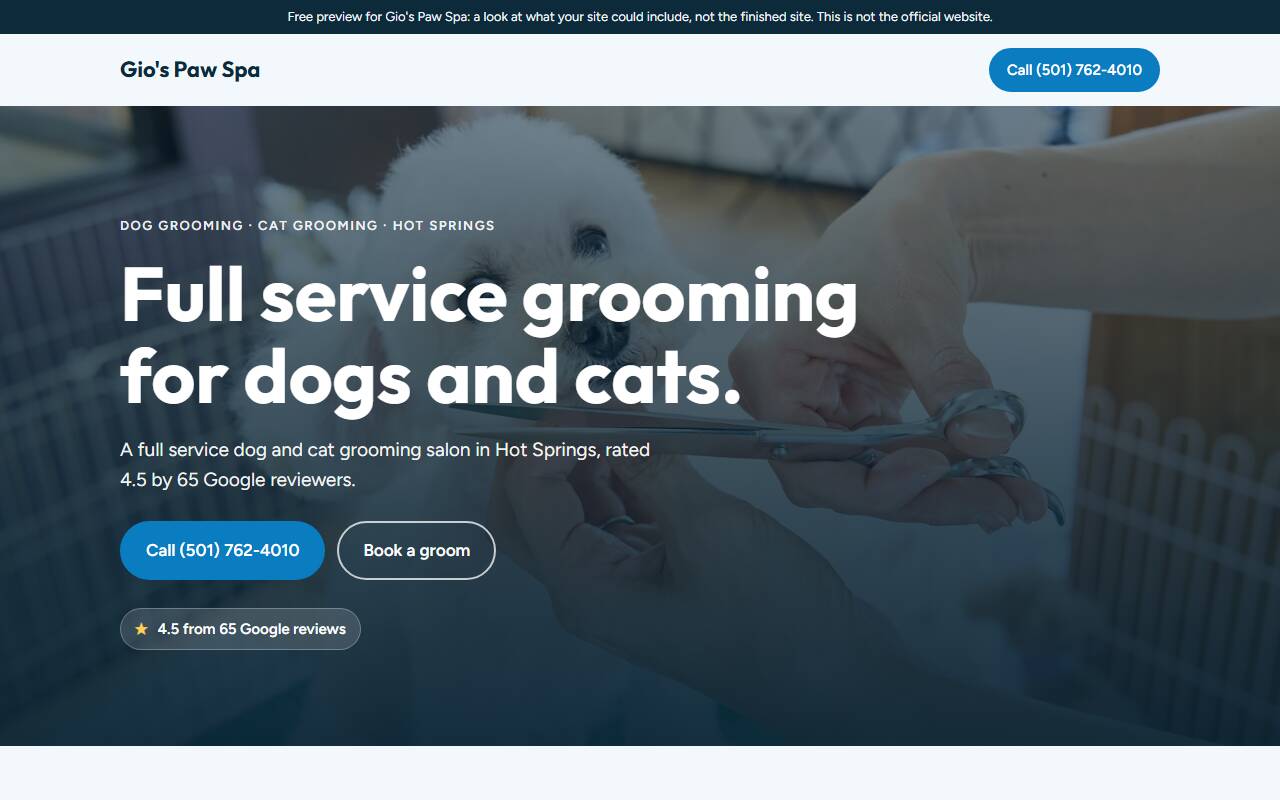 Free preview for Gio's Paw Spa: a look at what your site could include, not the finished site. This is not the official website.
Gio's Paw Spa
Call (501) 762-4010
DOG GROOMING · CAT GROOMING · HOT SPRINGS
Full service grooming
for dogs and cats.
A full service dog and cat grooming salon in Hot Springs, rated
4.5 by 65 Google reviewers.
Call (501) 762-4010
Book a groom
★ 4.5 from 65 Google reviews